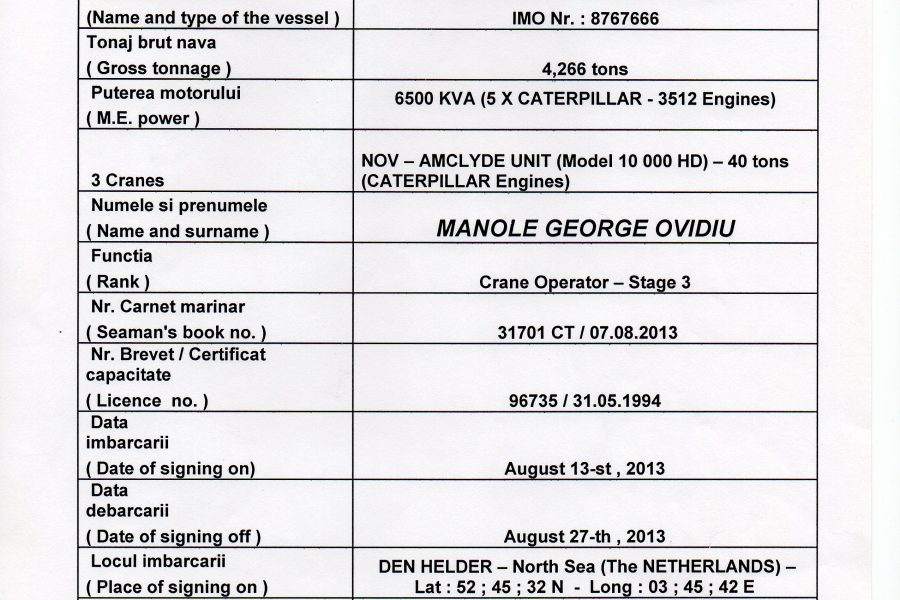 (Name and type of the vessel )
IMO Nr. : 8767666
Tonaj brut nava
( Gross tonnage )
4,266 tons
Puterea motorului
( M.E. power )
6500 KVA (5 X CATERPILLAR - 3512 Engines)
3 Cranes
NOV – AMCLYDE UNIT (Model 10 000 HD) – 40 tons
(CATERPILLAR Engines)
Numele si prenumele
( Name and surname )
MANOLE GEORGE OVIDIU
Functia
( Rank )
Crane Operator – Stage 3
Nr. Carnet marinar
( Seaman's book no. )
31701 CT / 07.08.2013
Nr. Brevet / Certificat
capacitate
( Licence no. )
96735 / 31.05.1994
Data
imbarcarii
( Date of signing on)
August 13-st , 2013
Data
debarcarii
( Date of signing off )
August 27-th , 2013
Locul imbarcarii
( Place of signing on )
DEN HELDER – North Sea (The NETHERLANDS) –
Lat : 52 ; 45 ; 32 N - Long : 03 ; 45 ; 42 E